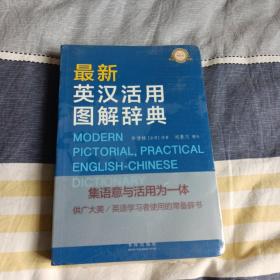 最新
英汉活用
图解辞典
MODERN
PICTORIAL, PRACTICAL
ENGLISH-CHINESE
DICTIONARY
集语意与活用为一体
供广大英/英语学习者使用的常备辞书